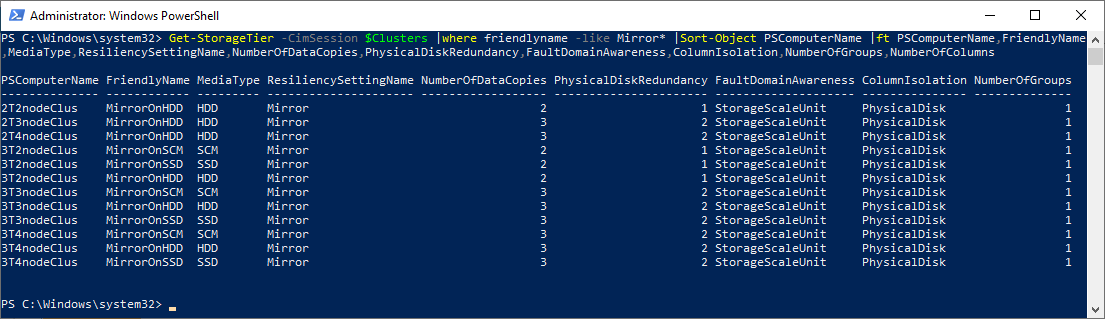 Administrator: Windows PowerShell
PS C:\Windows\system32> Get-StorageTier -CimSession $Clusters |where friendlyname -like Mirror* |Sort-Object PSComputerName |ft PSComputerName,FriendlyName
,MediaType,ResiliencySettingName,NumberOfDataCopies,PhysicalDiskRedundancy,FaultDomainAwareness,ColumnIsolation,NumberOfGroups,NumberOfColumns
PSComputerName FriendlyName MediaType ResiliencySettingName NumberOfDataCopies PhysicalDiskRedundancy FaultDomainAwareness ColumnIsolation NumberOfGroups
-------------- ------------ --------- --------------------- ------------------ ---------------------- -------------------- --------------- --------------
2T2nodeClus MirrorOnHDD HDD Mirror 2 1 StorageScaleUnit PhysicalDisk 1
2T3nodeClus MirrorOnHDD HDD Mirror 3 2 StorageScaleUnit PhysicalDisk 1
2T4nodeClus MirrorOnHDD HDD Mirror 3 2 StorageScaleUnit PhysicalDisk 1
3T2nodeClus MirrorOnSCM SCM Mirror 2 1 StorageScaleUnit PhysicalDisk 1
3T2nodeClus MirrorOnSSD SSD Mirror 2 1 StorageScaleUnit PhysicalDisk 1
3T2nodeClus MirrorOnHDD HDD Mirror 2 1 StorageScaleUnit PhysicalDisk 1
3T3nodeClus MirrorOnSCM SCM Mirror 3 2 StorageScaleUnit PhysicalDisk 1
3T3nodeClus MirrorOnHDD HDD Mirror 3 2 StorageScaleUnit PhysicalDisk 1
3T3nodeClus MirrorOnSSD SSD Mirror 3 2 StorageScaleUnit PhysicalDisk 1
3T4nodeClus MirrorOnSCM SCM Mirror 3 2 StorageScaleUnit PhysicalDisk 1
3T4nodeClus MirrorOnHDD HDD Mirror 3 2 StorageScaleUnit PhysicalDisk 1
3T4nodeClus MirrorOnSSD SSD Mirror 3 2 StorageScaleUnit PhysicalDisk 1
PS C:\Windows\system32>